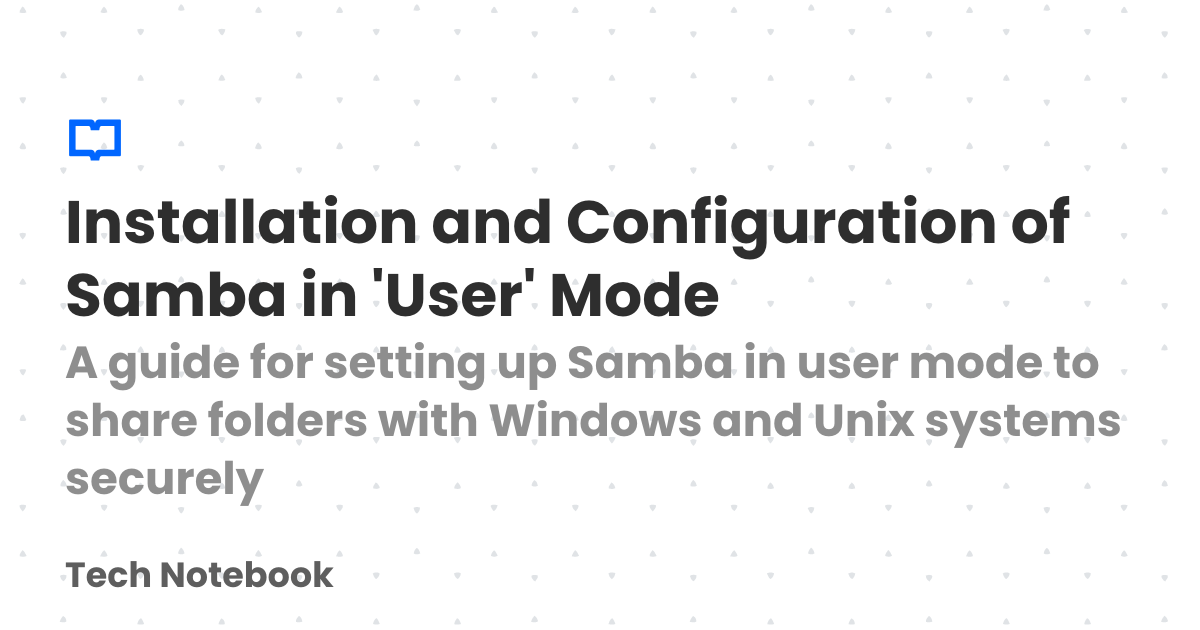 Installation and Configuration of
Samba in 'User' Mode
A guide for setting up Samba in user mode to
share folders with Windows and Unix systems
securely
Tech Notebook